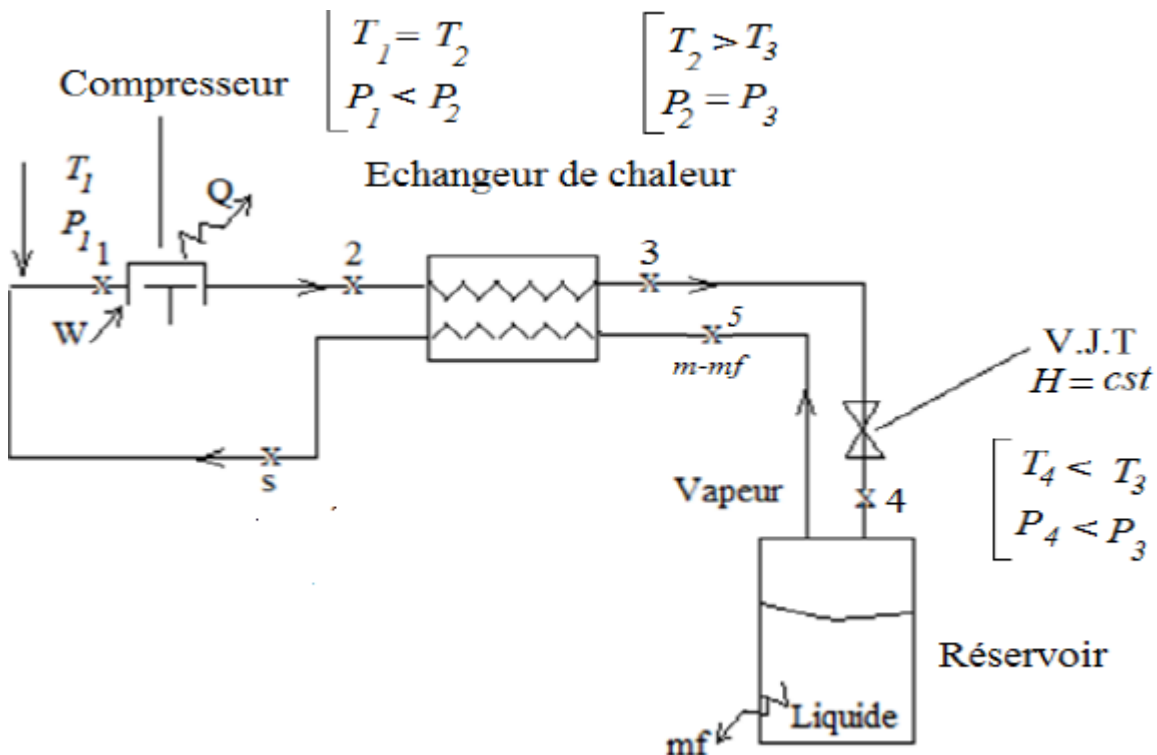 T1 = T2
P1 < P2
T2 > T3
P2 = P3
Compresseur
Echangeur de chaleur
T1
P1
Q
1
2
3
W
5
m-mf
V.J.T
H = cst
s
Vapeur
4
T4 < T3
P4 < P3
Réservoir
Liquide
mf